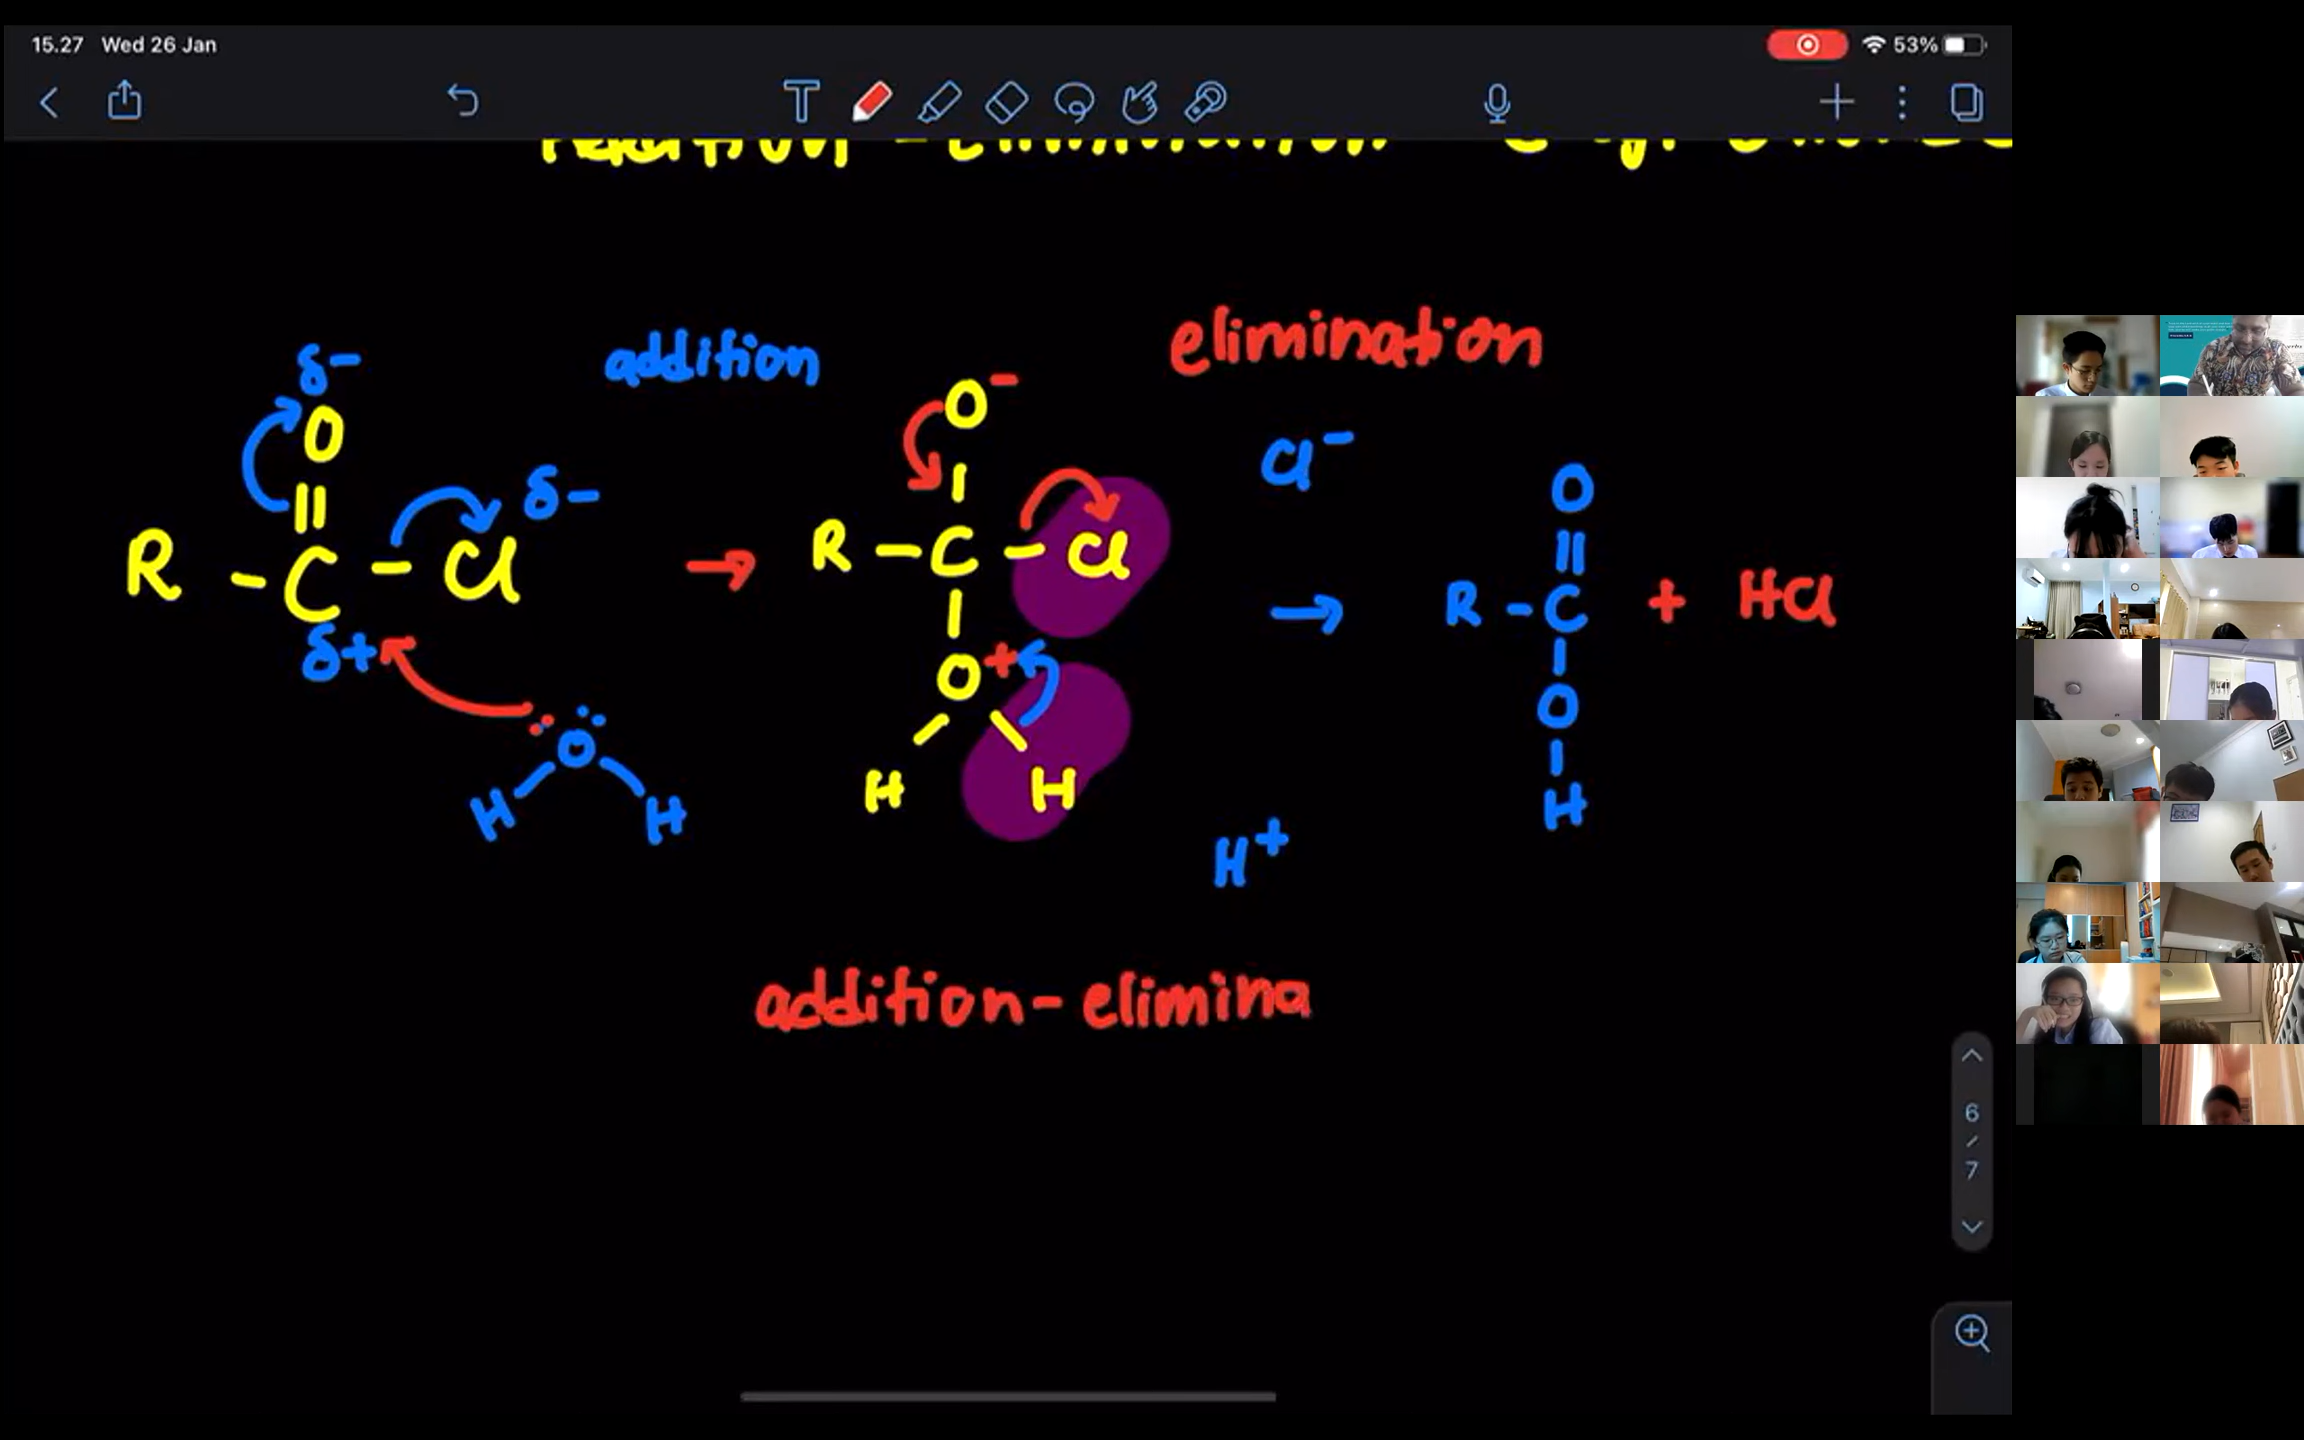 15.27 Wed 26 Jan
53%
T
addition
elimination
δ- O-
O Cl- O
|| δ- | ||
R - C - Cl → R - C - Cl → R - C + HCl
δ+ | |
O+ O
O |
H H H H H
H+
addition - elimina
6
/
7